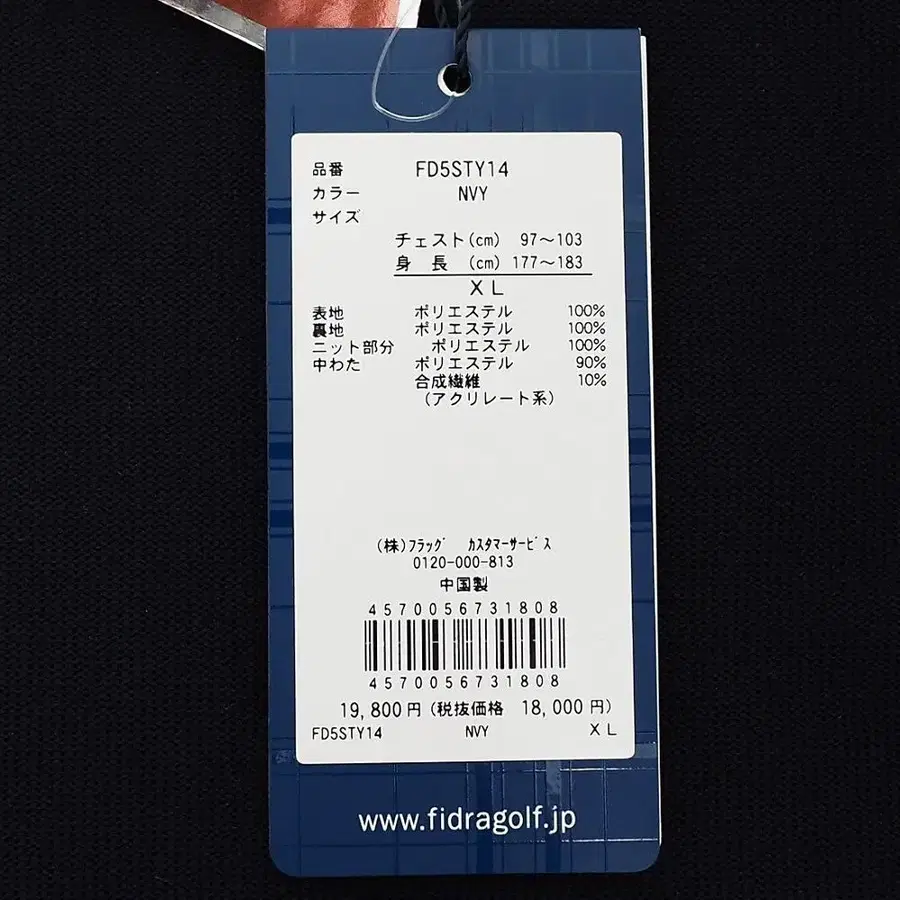 品番 FD5STY14
カラー NVY
サイズ
チェスト(cm) 97～103
身 長 (cm) 177～183
XL
表地 ポリエステル 100%
裏地 ポリエステル 100%
ニット部分 ポリエステル 100%
中わた ポリエステル 90%
合成繊維 10%
(アクリレート系)
(株)ﾌﾗｯｸﾞ ｶｽﾀﾏｰｻｰﾋﾞｽ
0120-000-813
中国製
4570056731808
4570056731808
19,800円(税抜価格 18,000円)
FD5STY14 NVY XL
www.fidragolf.jp